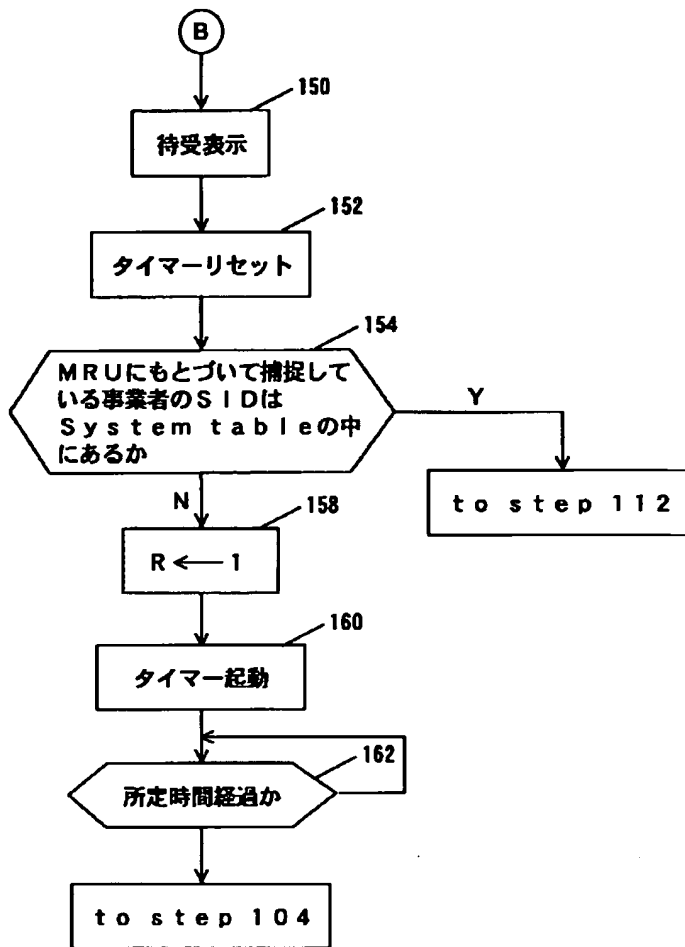 B
150
待受表示
152
タイマーリセット
154
MRUにもとづいて捕捉して
いる事業者のSIDは
System tableの中
にあるか
Y
to step 112
N
158
R ← 1
160
タイマー起動
162
所定時間経過か
to step 104